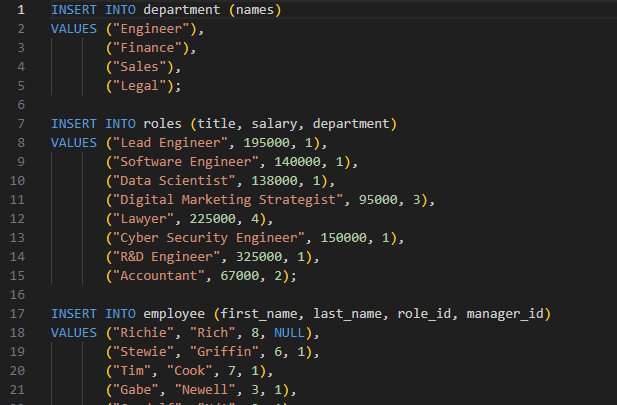 1 INSERT INTO department (names)
2 VALUES ("Engineer"),
3 ("Finance"),
4 ("Sales"),
5 ("Legal");
6
7 INSERT INTO roles (title, salary, department)
8 VALUES ("Lead Engineer", 195000, 1),
9 ("Software Engineer", 140000, 1),
10 ("Data Scientist", 138000, 1),
11 ("Digital Marketing Strategist", 95000, 3),
12 ("Lawyer", 225000, 4),
13 ("Cyber Security Engineer", 150000, 1),
14 ("R&D Engineer", 325000, 1),
15 ("Accountant", 67000, 2);
16
17 INSERT INTO employee (first_name, last_name, role_id, manager_id)
18 VALUES ("Richie", "Rich", 8, NULL),
19 ("Stewie", "Griffin", 6, 1),
20 ("Tim", "Cook", 7, 1),
21 ("Gabe", "Newell", 3, 1),